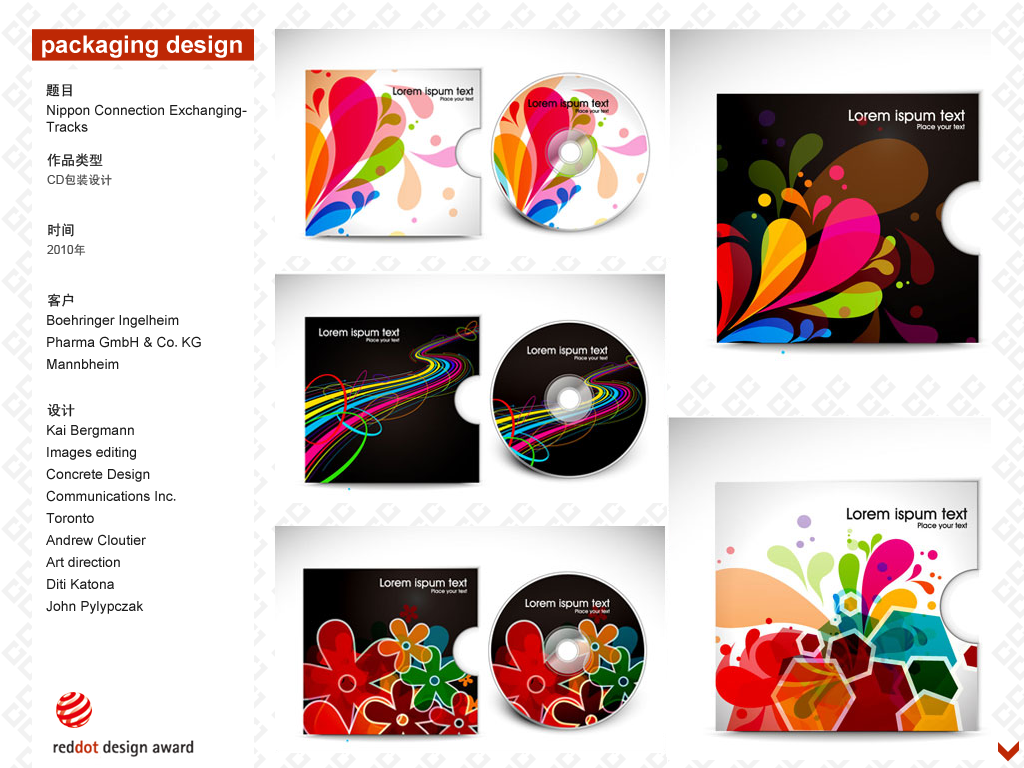 packaging design
题目
Nippon Connection Exchanging-
Tracks
作品类型
CD包装设计
时间
2010年
客户
Boehringer Ingelheim
Pharma GmbH & Co. KG
Mannbheim
设计
Kai Bergmann
Images editing
Concrete Design
Communications Inc.
Toronto
Andrew Cloutier
Art direction
Diti Katona
John Pylypczak
reddot design award
Lorem ispum text
Place your text
Lorem ispum text
Place your text
Lorem ispum text
Place your text
Lorem ispum text
Place your text
Lorem ispum text
Place your text
Lorem ispum text
Place your text
Lorem ispum text
Place your text
Lorem ispum text
Place your text